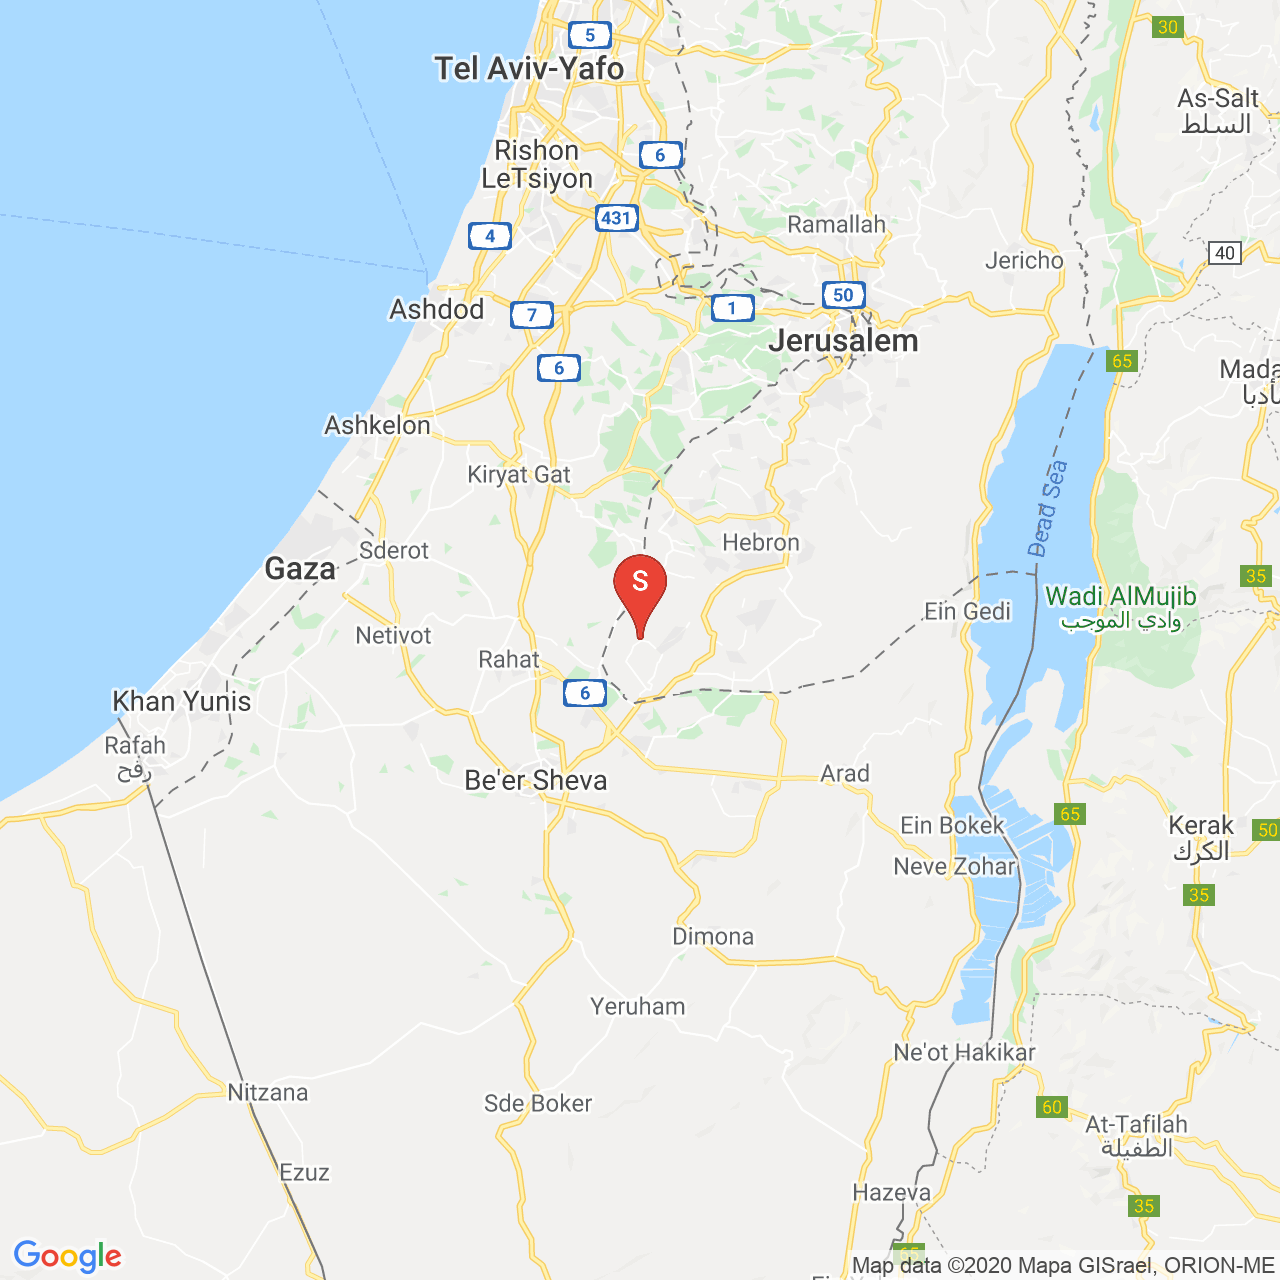 5
30
Tel Aviv-Yafo
As-Salt
السلط
Rishon
LeTsiyon
6
431
4
Ramallah
40
Jericho
50
Ashdod
7
1
Jerusalem
6
65
Ashkelon
Kiryat Gat
Dead Sea
Sderot
Hebron
Gaza
S
35
Wadi AlMujib
وادي الموجب
Ein Gedi
Netivot
Rahat
6
Khan Yunis
Rafah
رفح
Be'er Sheva
Arad
65
Ein Bokek
Kerak
الكرك
50
Neve Zohar
35
Dimona
Yeruham
Ne'ot Hakikar
Nitzana
Sde Boker
60
At-Tafilah
الطفيلة
Ezuz
Hazeva
35
65
Google
Map data ©2020 Mapa GISrael, ORION-ME